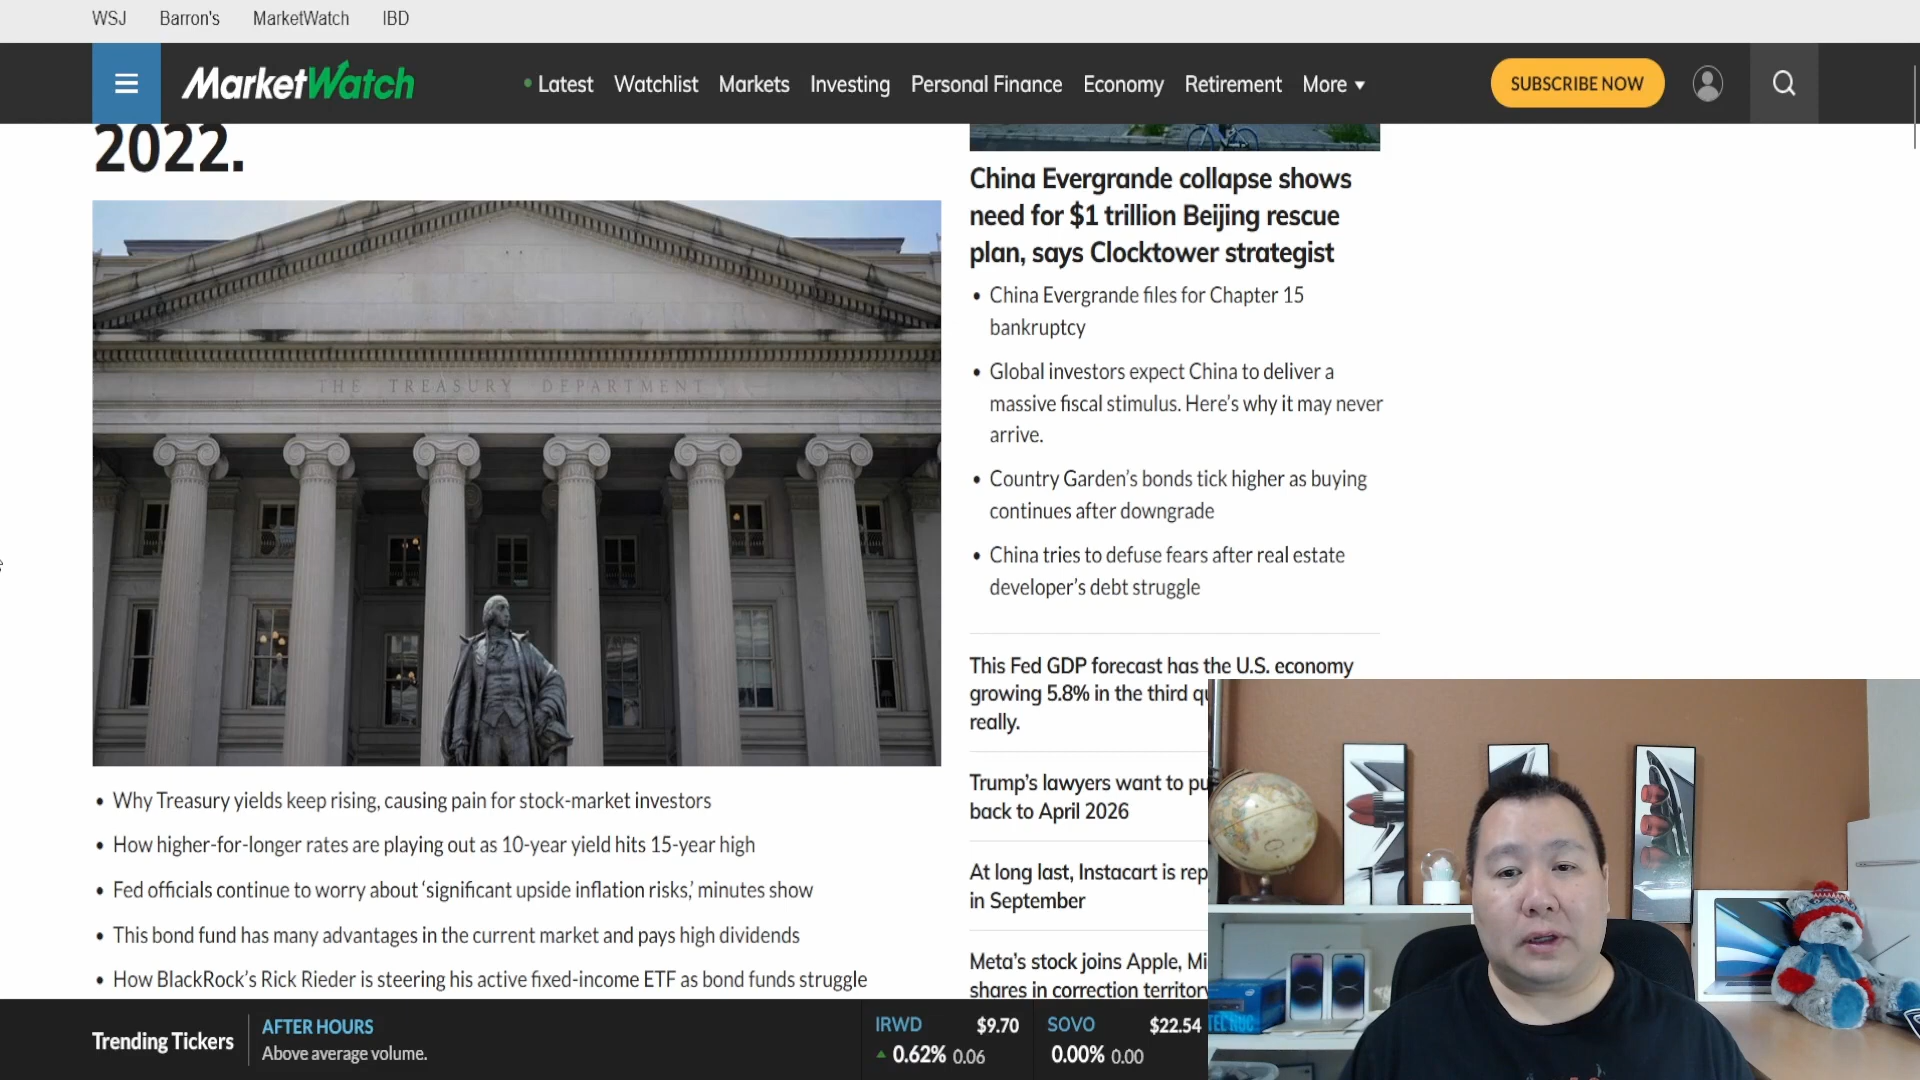 WSJ Barron's MarketWatch IBD
MarketWatch
Latest Watchlist Markets Investing Personal Finance Economy Retirement More
SUBSCRIBE NOW
2022.
THE TREASURY DEPARTMENT
• Why Treasury yields keep rising, causing pain for stock-market investors
• How higher-for-longer rates are playing out as 10-year yield hits 15-year high
• Fed officials continue to worry about ‘significant upside inflation risks,’ minutes show
• This bond fund has many advantages in the current market and pays high dividends
• How BlackRock’s Rick Rieder is steering his active fixed-income ETF as bond funds struggle
China Evergrande collapse shows
need for $1 trillion Beijing rescue
plan, says Clocktower strategist
• China Evergrande files for Chapter 15
bankruptcy
• Global investors expect China to deliver a
massive fiscal stimulus. Here’s why it may never
arrive.
• Country Garden’s bonds tick higher as buying
continues after downgrade
• China tries to defuse fears after real estate
developer’s debt struggle
This Fed GDP forecast has the U.S. economy
growing 5.8% in the third
really.
Trump’s lawyers want to
back to April 2026
At long last, Instacart is
in September
Meta’s stock joins Apple,
shares in correction territory
Trending Tickers
AFTER HOURS
Above average volume.
IRWD $9.70
0.62% 0.06
SOVO $22.54
0.00% 0.00